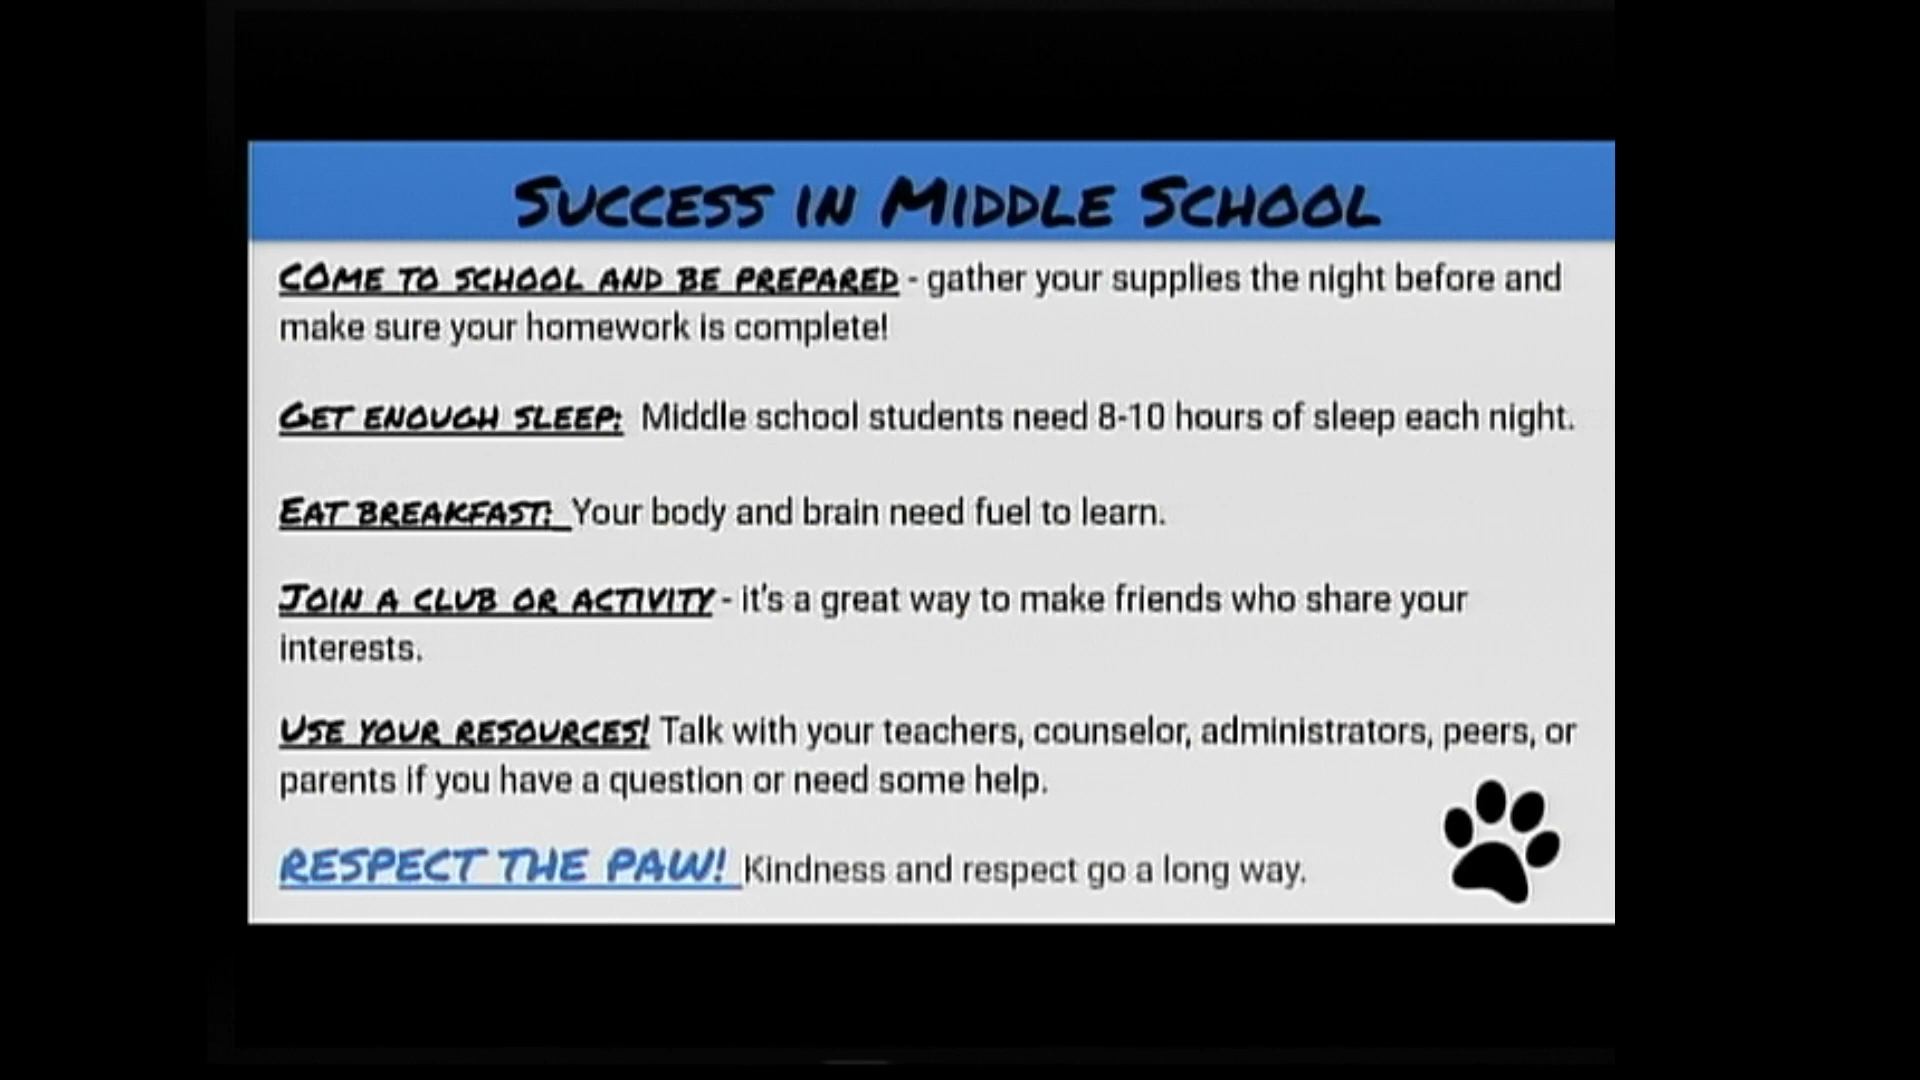 SUCCESS IN MIDDLE SCHOOL
COME TO SCHOOL AND BE PREPARED - gather your supplies the night before and
make sure your homework is complete!
GET ENOUGH SLEEP: Middle school students need 8-10 hours of sleep each night.
EAT BREAKFAST: Your body and brain need fuel to learn.
JOIN A CLUB OR ACTIVITY - it's a great way to make friends who share your
interests.
USE YOUR RESOURCES! Talk with your teachers, counselor, administrators, peers, or
parents if you have a question or need some help.
RESPECT THE PAW! Kindness and respect go a long way.